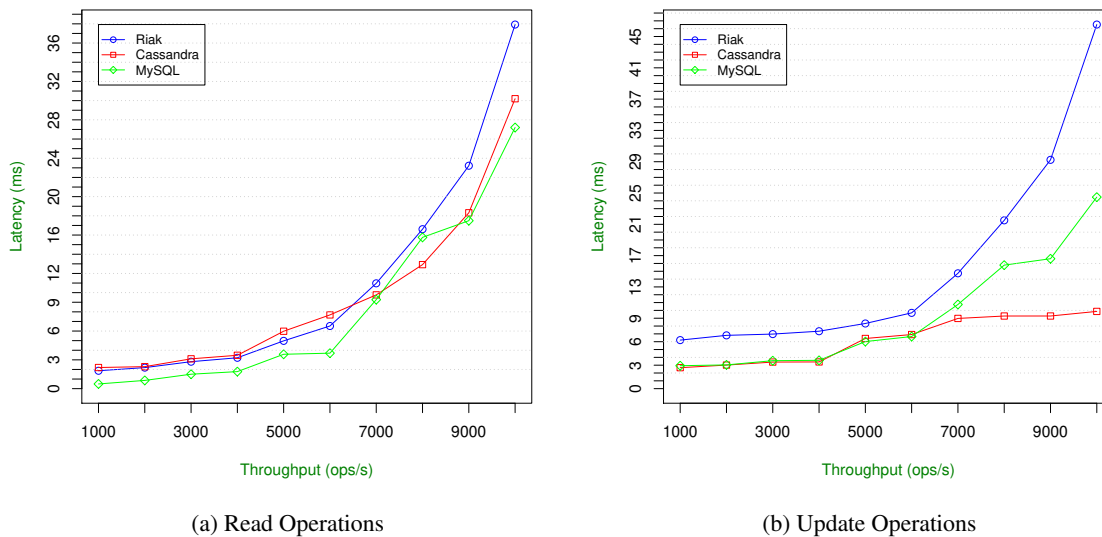 Riak
Cassandra
MySQL
Latency (ms)
0 3 6 9 12 16 20 24 28 32 36
1000 3000 5000 7000 9000
Throughput (ops/s)
(a) Read Operations
Riak
Cassandra
MySQL
Latency (ms)
0 3 6 9 13 17 21 25 29 33 37 41 45
1000 3000 5000 7000 9000
Throughput (ops/s)
(b) Update Operations